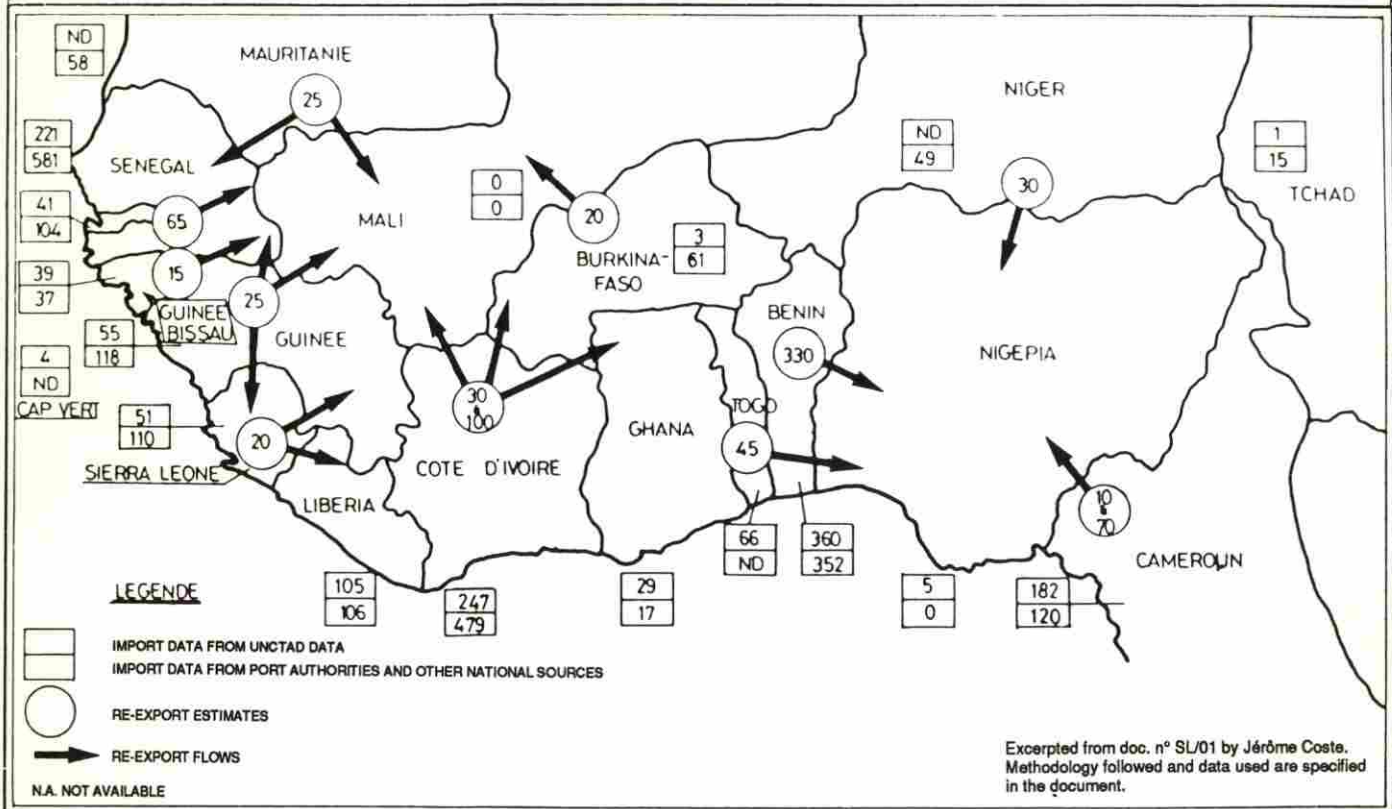 ND
58
MAURITANIE
25
NIGER
221
581
SENEGAL
ND
49
1
15
TCHAD
41
104
65
MALI
0
0
20
30
39
37
15
BURKINA-
FASO
3
61
GUINEE
BISSAU
25
GUINEE
BENIN
330
NIGEPIA
55
118
4
ND
CAP VERT
51
110
20
SIERRA LEONE
LIBERIA
30
à
100
COTE D'IVOIRE
GHANA
TOGO
45
10
à
70
CAMEROUN
66
ND
360
352
105
106
247
479
29
17
5
0
182
120
LEGENDE
IMPORT DATA FROM UNCTAD DATA
IMPORT DATA FROM PORT AUTHORITIES AND OTHER NATIONAL SOURCES
RE-EXPORT ESTIMATES
RE-EXPORT FLOWS
N.A. NOT AVAILABLE
Excerpted from doc. n° SL/01 by Jérôme Coste.
Methodology followed and data used are specified
in the document.